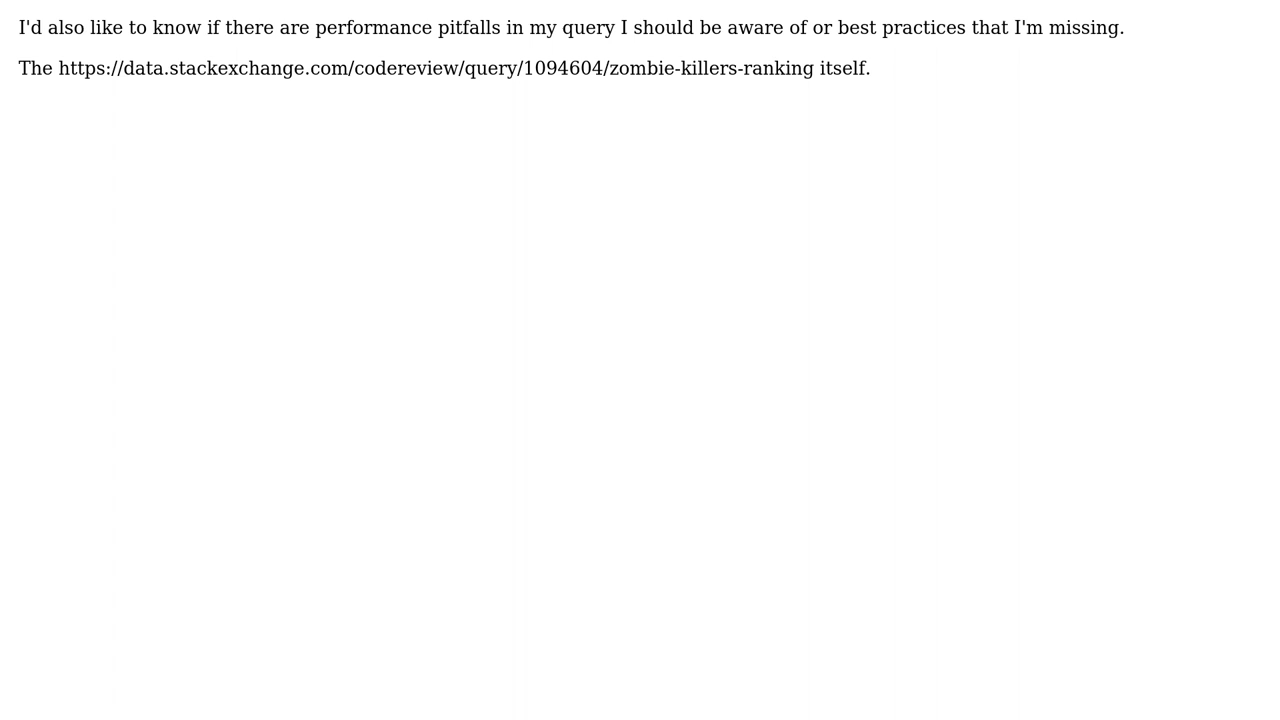 I'd also like to know if there are performance pitfalls in my query I should be aware of or best practices that I'm missing.
The https://data.stackexchange.com/codereview/query/1094604/zombie-killers-ranking itself.